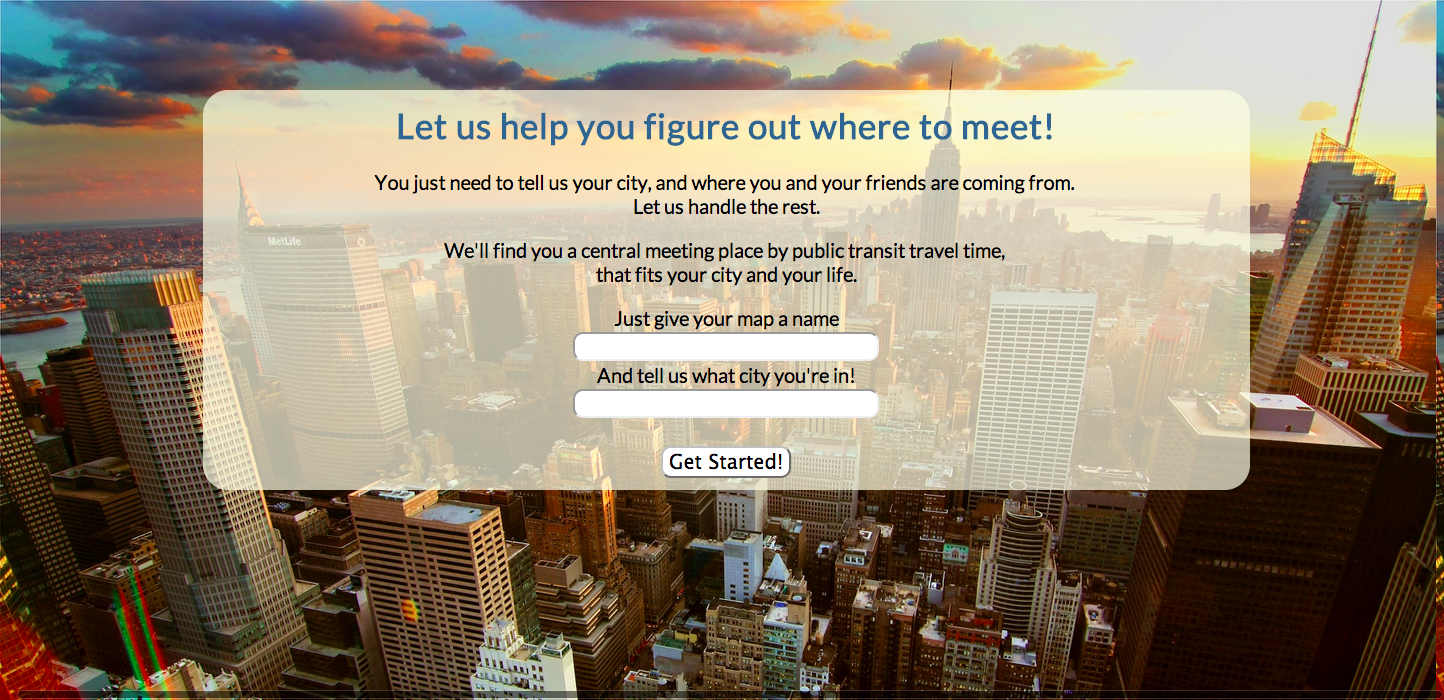 Let us help you figure out where to meet!
You just need to tell us your city, and where you and your friends are coming from.
Let us handle the rest.
MetLife
We'll find you a central meeting place by public transit travel time,
that fits your city and your life.
Just give your map a name
And tell us what city you're in!
Get Started!